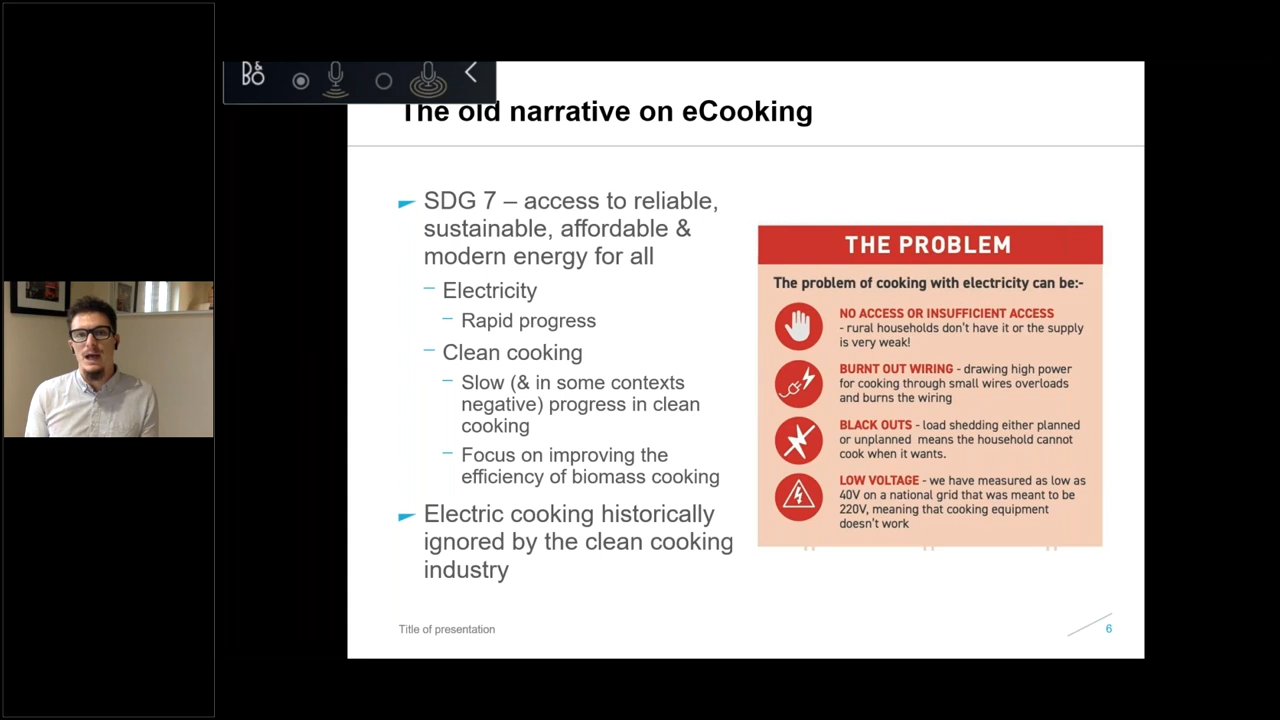 B&O
The old narrative on eCooking
SDG 7 – access to reliable,
sustainable, affordable &
modern energy for all
Electricity
Rapid progress
Clean cooking
Slow (& in some contexts
negative) progress in clean
cooking
Focus on improving the
efficiency of biomass cooking
Electric cooking historically
ignored by the clean cooking
industry
THE PROBLEM
The problem of cooking with electricity can be:-
NO ACCESS OR INSUFFICIENT ACCESS
- rural households don't have it or the supply
is very weak!
BURNT OUT WIRING - drawing high power
for cooking through small wires overloads
and burns the wiring
BLACK OUTS - load shedding either planned
or unplanned means the household cannot
cook when it wants.
LOW VOLTAGE - we have measured as low as
40V on a national grid that was meant to be
220V, meaning that cooking equipment
doesn't work
Title of presentation
6